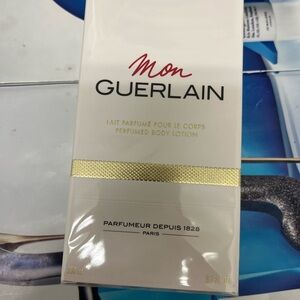 Mon
GUERLAIN
LAIT PARFUMÉ POUR LE CORPS
PERFUMED BODY LOTION
PARFUMEUR DEPUIS 1828
PARIS